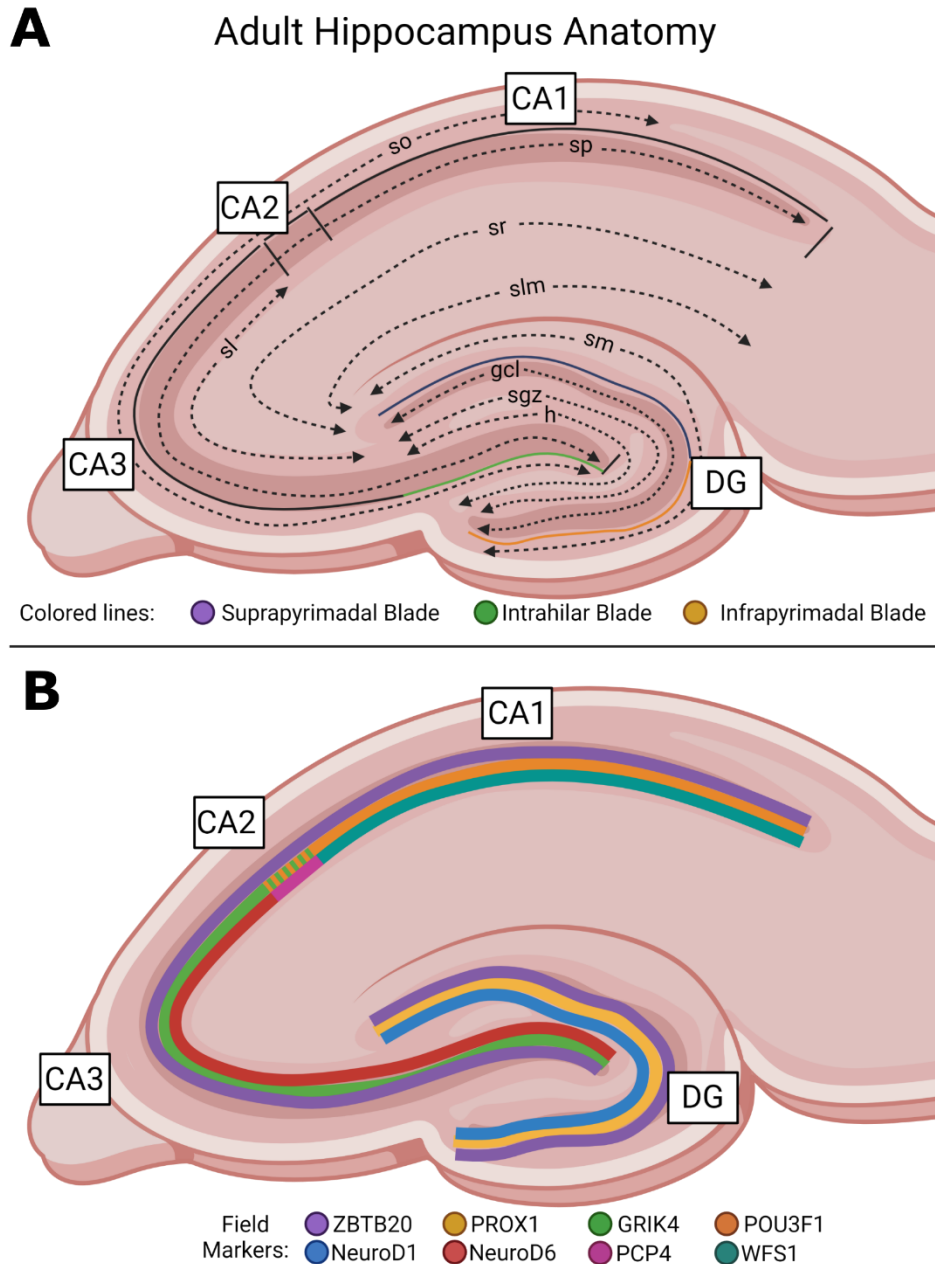 A
Adult Hippocampus Anatomy
CA1
so
sp
CA2
sr
slm
sl
sm
gcl
sgz
h
CA3
DG
Colored lines: Suprapyrimadal Blade Intrahilar Blade Infrapyrimadal Blade
B
CA1
CA2
CA3
DG
Field Markers:
ZBTB20 PROX1 GRIK4 POU3F1
NeuroD1 NeuroD6 PCP4 WFS1